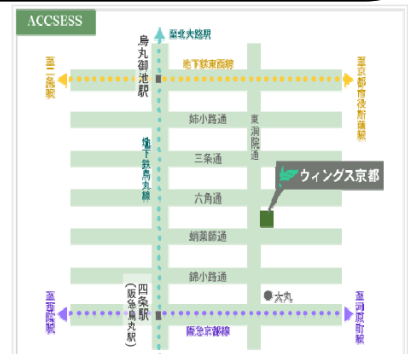 ACCSESS
至北大路駅
烏丸御池駅
地下鉄東西線
至二条駅
至京都市役所前駅
姉小路通
東洞院通
地下鉄烏丸線
三条通
ウィングス京都
六角通
蛸薬師通
錦小路通
四条駅
(阪急烏丸駅)
大丸
至西院駅
至河原町駅
阪急京都線